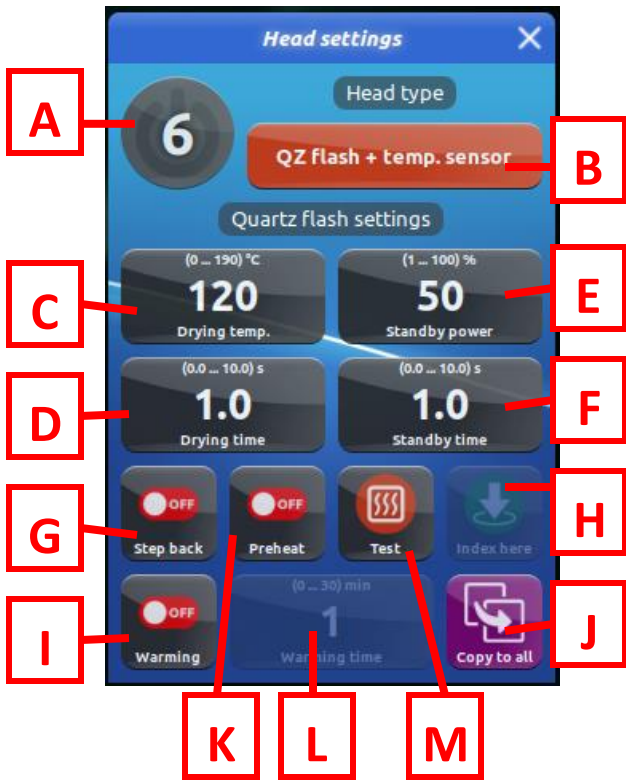 Head settings
A
6
Head type
QZ flash + temp. sensor
B
Quartz flash settings
C
(0 ... 190) °C
120
Drying temp.
(1 ... 100) %
50
Standby power
E
D
(0.0 ... 10.0) s
1.0
Drying time
(0.0 ... 10.0) s
1.0
Standby time
F
G
OFF
Step back
OFF
Preheat
Test
Index here
H
I
OFF
Warming
(0 ... 30) min
1
Warming time
Copy to all
J
K
L
M